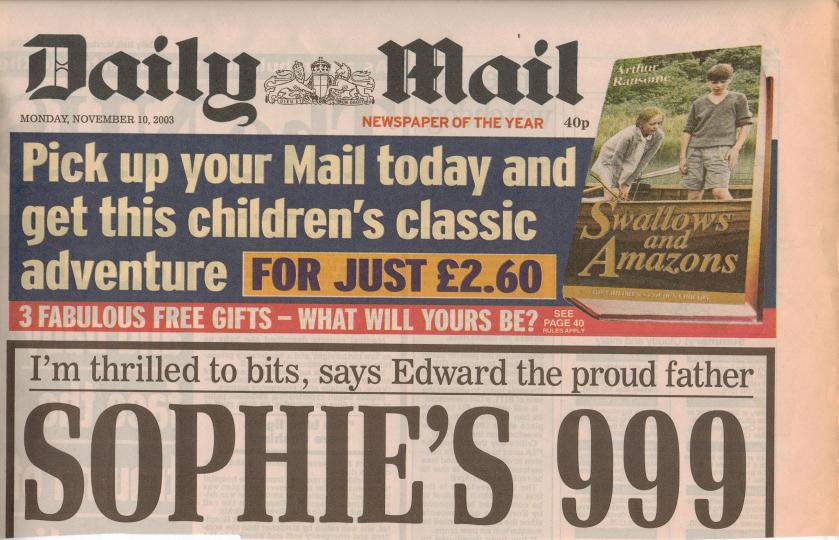 Daily Mail
MONDAY, NOVEMBER 10, 2003
NEWSPAPER OF THE YEAR
40p
Pick up your Mail today and
get this children's classic
adventure FOR JUST £2.60
Arthur
Ransome
Swallows
and
Amazons
3 FABULOUS FREE GIFTS – WHAT WILL YOURS BE?
SEE
PAGE 40
RULES APPLY
I'm thrilled to bits, says Edward the proud father
SOPHIE'S 999